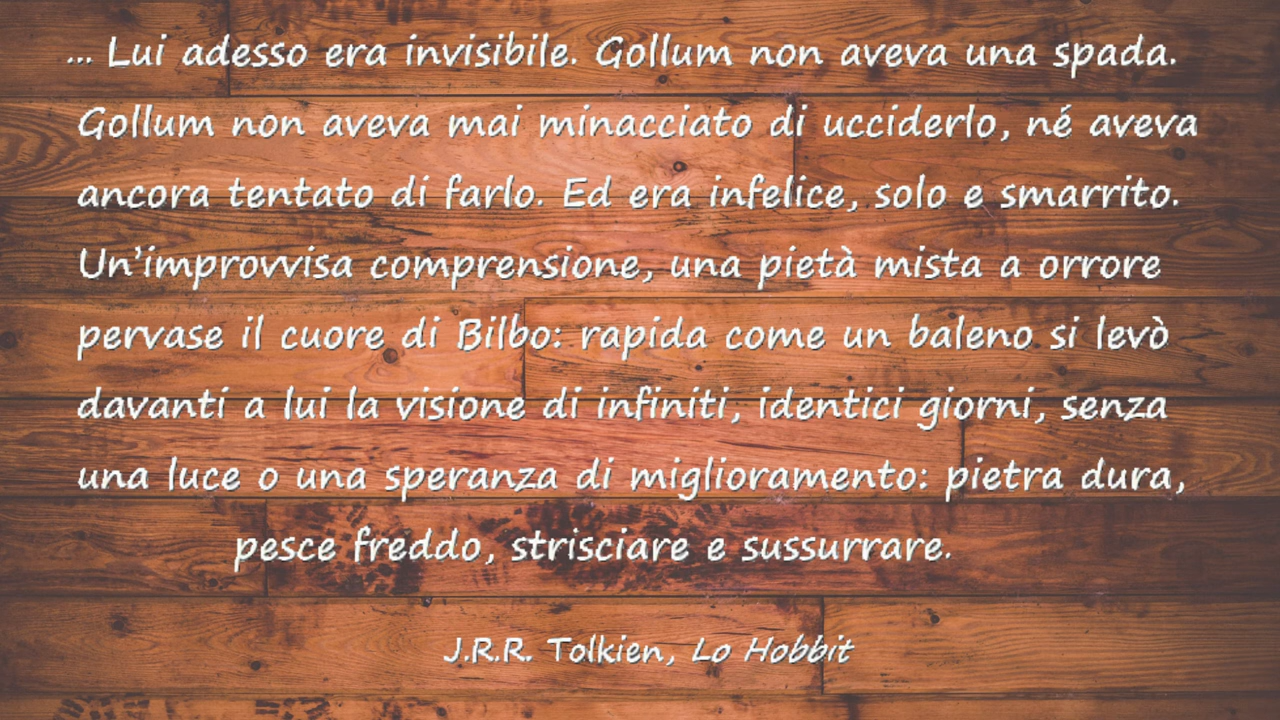 ... Lui adesso era invisibile. Gollum non aveva una spada.
Gollum non aveva mai minacciato di ucciderlo, né aveva
ancora tentato di farlo. Ed era infelice, solo e smarrito.
Un'improvvisa comprensione, una pietà mista a orrore
pervase il cuore di Bilbo: rapida come un baleno si levò
davanti a lui la visione di infiniti, identici giorni, senza
una luce o una speranza di miglioramento: pietra dura,
pesce freddo, strisciare e sussurrare.
J.R.R. Tolkien, Lo Hobbit